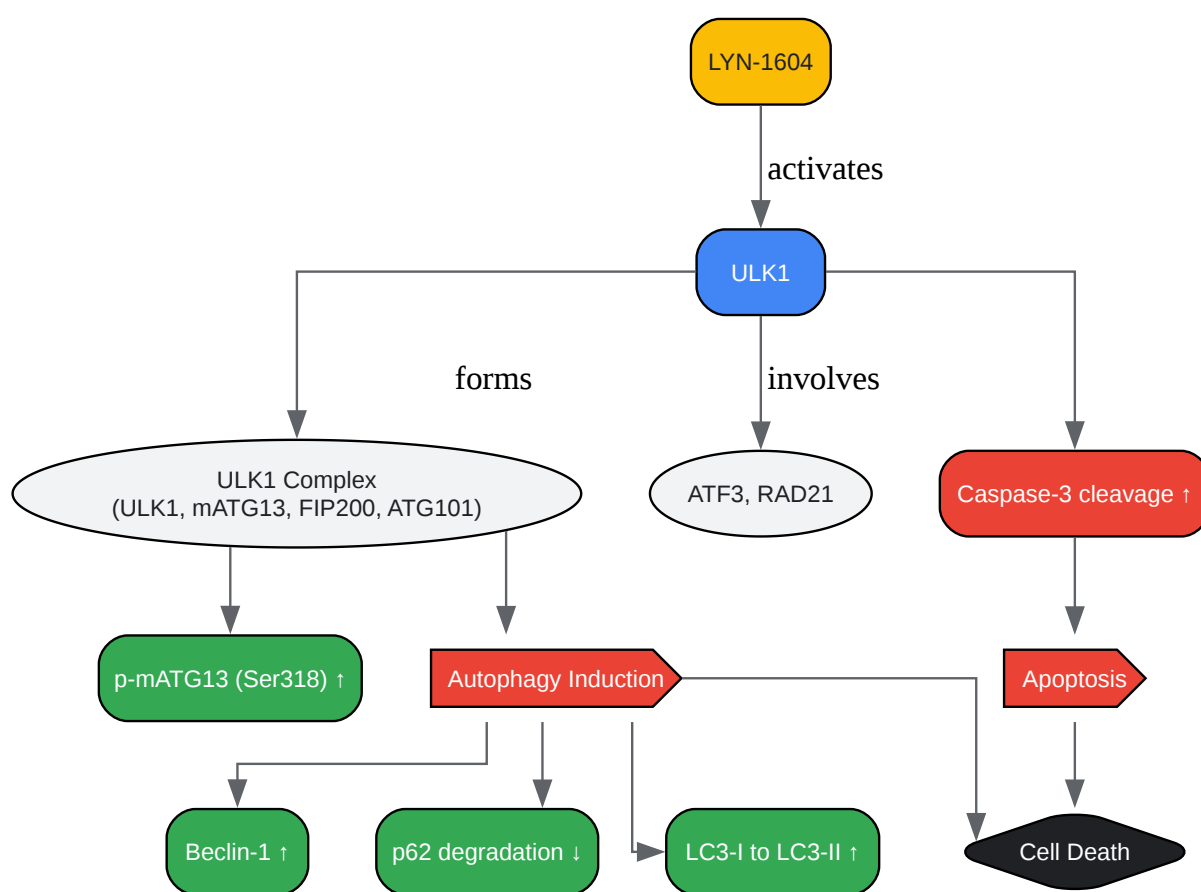 LYN-1604
activates
ULK1
forms
involves
ULK1 Complex
(ULK1, mATG13, FIP200, ATG101)
ATF3, RAD21
Caspase-3 cleavage ↑
p-mATG13 (Ser318) ↑
Autophagy Induction
Apoptosis
Beclin-1 ↑
p62 degradation ↓
LC3-I to LC3-II ↑
Cell Death